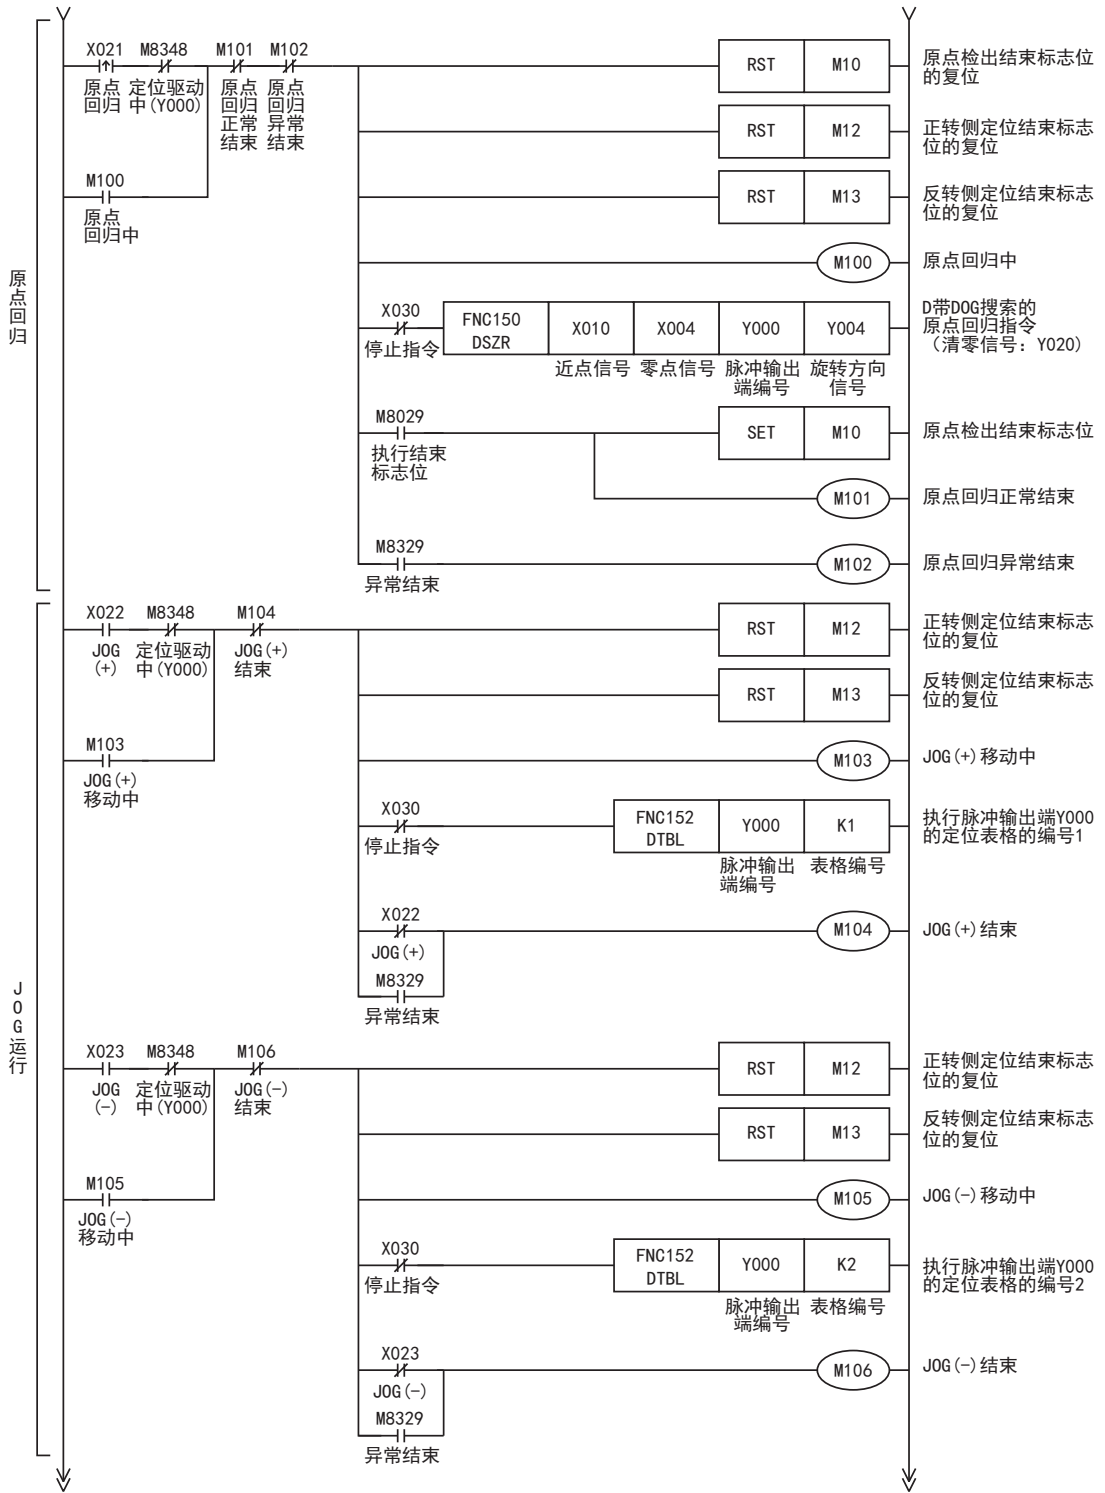 原点回归
X021 M8348 M101 M102
原点 定位驱动 原点 原点
回归 中(Y000) 回归 回归
正常 异常
结束 结束
RST M10 原点检出结束标志位
的复位
RST M12 正转侧定位结束标志
位的复位
M100
原点
回归中
RST M13 反转侧定位结束标志
位的复位
M100 原点回归中
X030
停止指令
FNC150
DSZR
X010 X004 Y000 Y004
近点信号 零点信号 脉冲输出 旋转方向
端编号 信号
D带DOG搜索的
原点回归指令
(清零信号：Y020)
M8029
执行结束
标志位
SET M10 原点检出结束标志位
M101 原点回归正常结束
M8329
异常结束
M102 原点回归异常结束
JOG运行
X022 M8348 M104
JOG 定位驱动 JOG(+)
(+) 中(Y000) 结束
RST M12 正转侧定位结束标志
位的复位
RST M13 反转侧定位结束标志
位的复位
M103
JOG(+)
移动中
M103 JOG(+)移动中
X030
停止指令
FNC152
DTBL
Y000 K1
脉冲输出 表格编号
端编号
执行脉冲输出端Y000
的定位表格的编号1
X022
JOG(+)
M8329
异常结束
M104 JOG(+)结束
X023 M8348 M106
JOG 定位驱动 JOG(-)
(-) 中(Y000) 结束
RST M12 正转侧定位结束标志
位的复位
RST M13 反转侧定位结束标志
位的复位
M105
JOG(-)
移动中
M105 JOG(-)移动中
X030
停止指令
FNC152
DTBL
Y000 K2
脉冲输出 表格编号
端编号
执行脉冲输出端Y000
的定位表格的编号2
X023
JOG(-)
M8329
异常结束
M106 JOG(-)结束